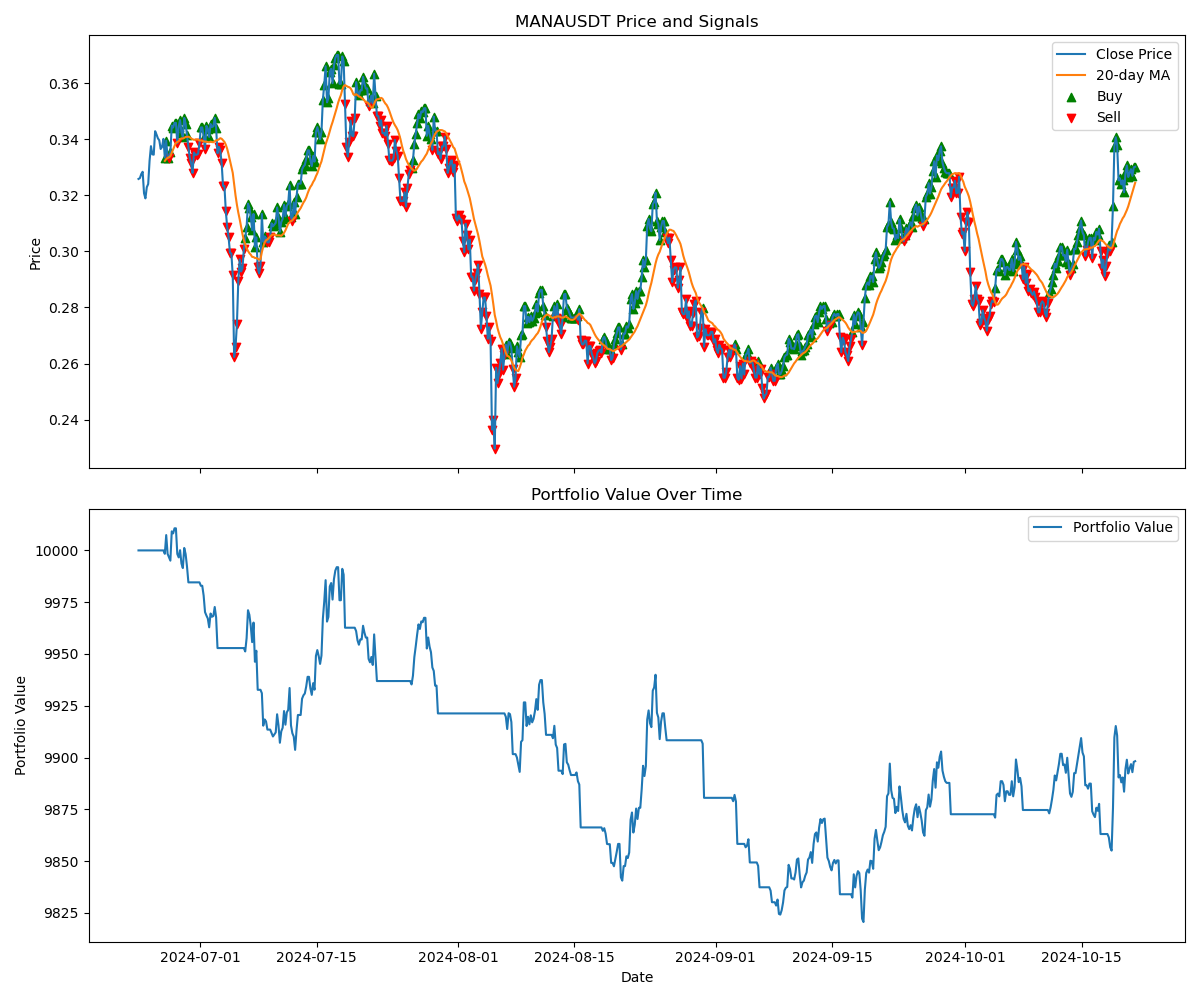 MANAUSDT Price and Signals
Close Price
20-day MA
Buy
Sell
0.36
0.34
0.32
0.30
0.28
0.26
0.24
Price
Portfolio Value Over Time
Portfolio Value
10000
9975
9950
9925
9900
9875
9850
9825
Portfolio Value
2024-07-01
2024-07-15
2024-08-01
2024-08-15
2024-09-01
2024-09-15
2024-10-01
2024-10-15
Date